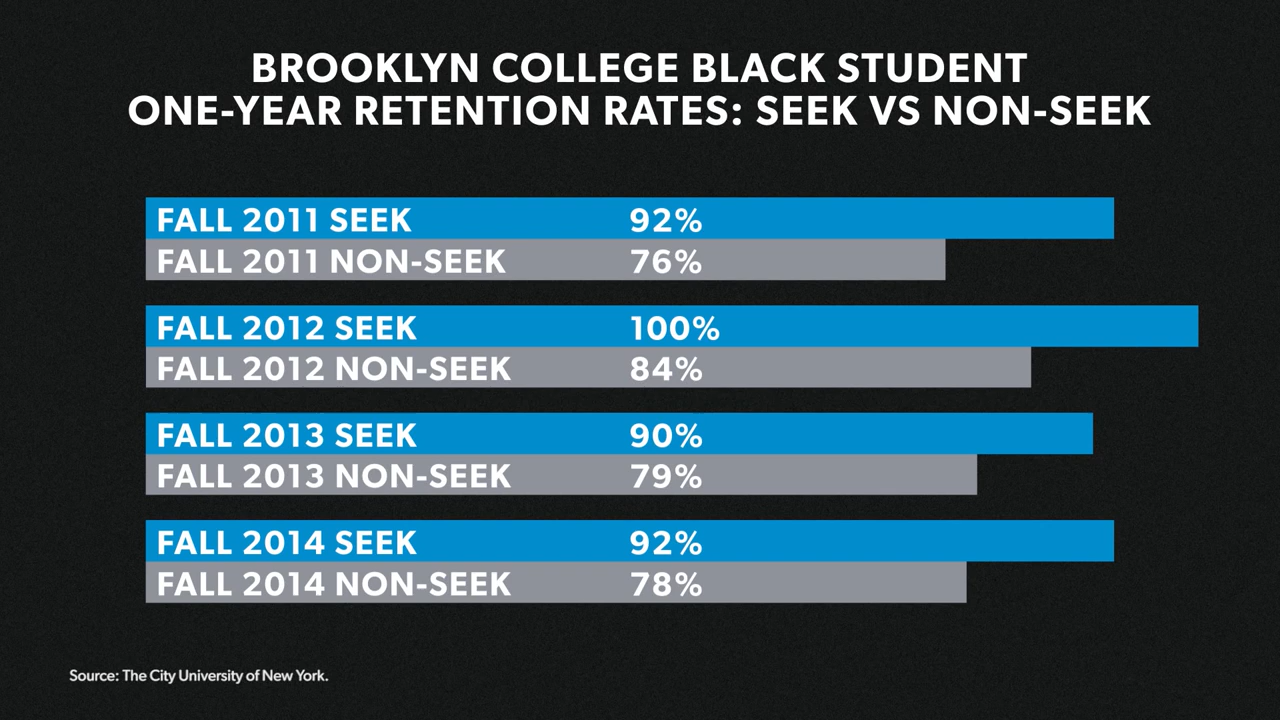 BROOKLYN COLLEGE BLACK STUDENT
ONE-YEAR RETENTION RATES: SEEK VS NON-SEEK
FALL 2011 SEEK 92%
FALL 2011 NON-SEEK 76%
FALL 2012 SEEK 100%
FALL 2012 NON-SEEK 84%
FALL 2013 SEEK 90%
FALL 2013 NON-SEEK 79%
FALL 2014 SEEK 92%
FALL 2014 NON-SEEK 78%
Source: The City University of New York.